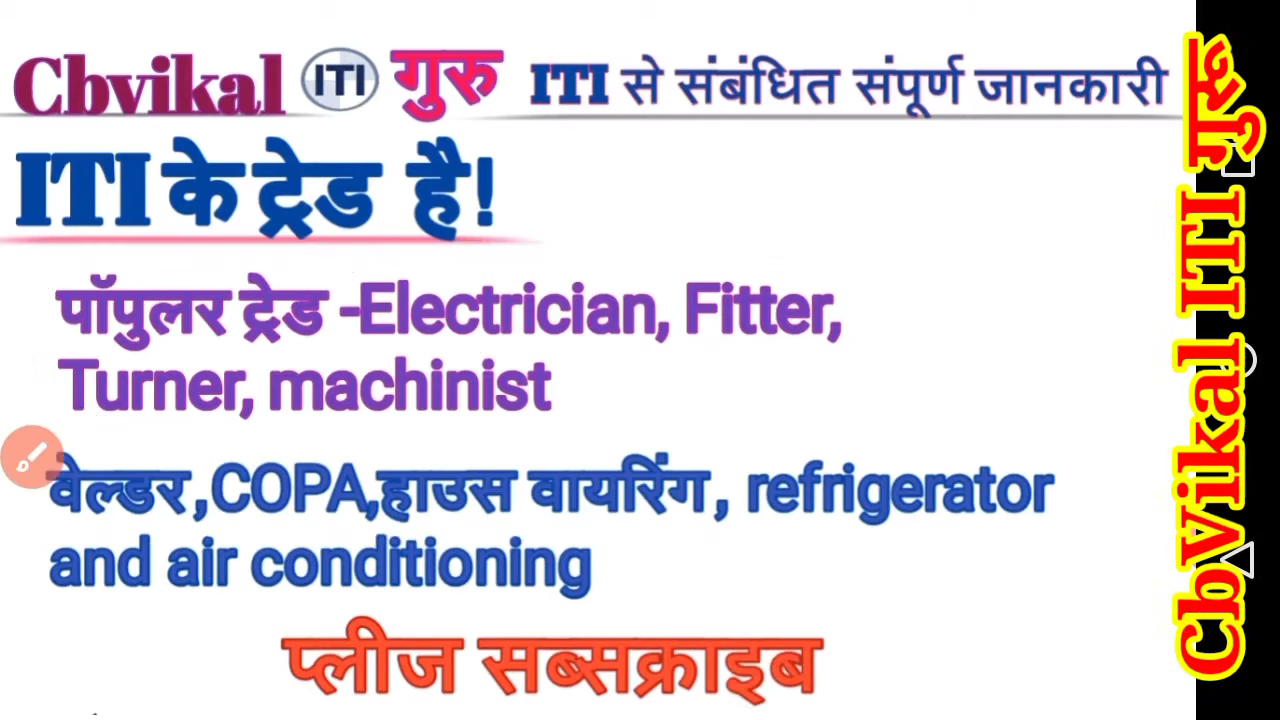 Cbvikal ITI गुरु ITI से संबंधित संपूर्ण जानकारी
ITI के ट्रेड है!
पॉपुलर ट्रेड -Electrician, Fitter,
Turner, machinist
वेल्डर ,COPA,हाउस वायरिंग , refrigerator
and air conditioning
प्लीज सब्सक्राइब
CbVikal ITI गुरू